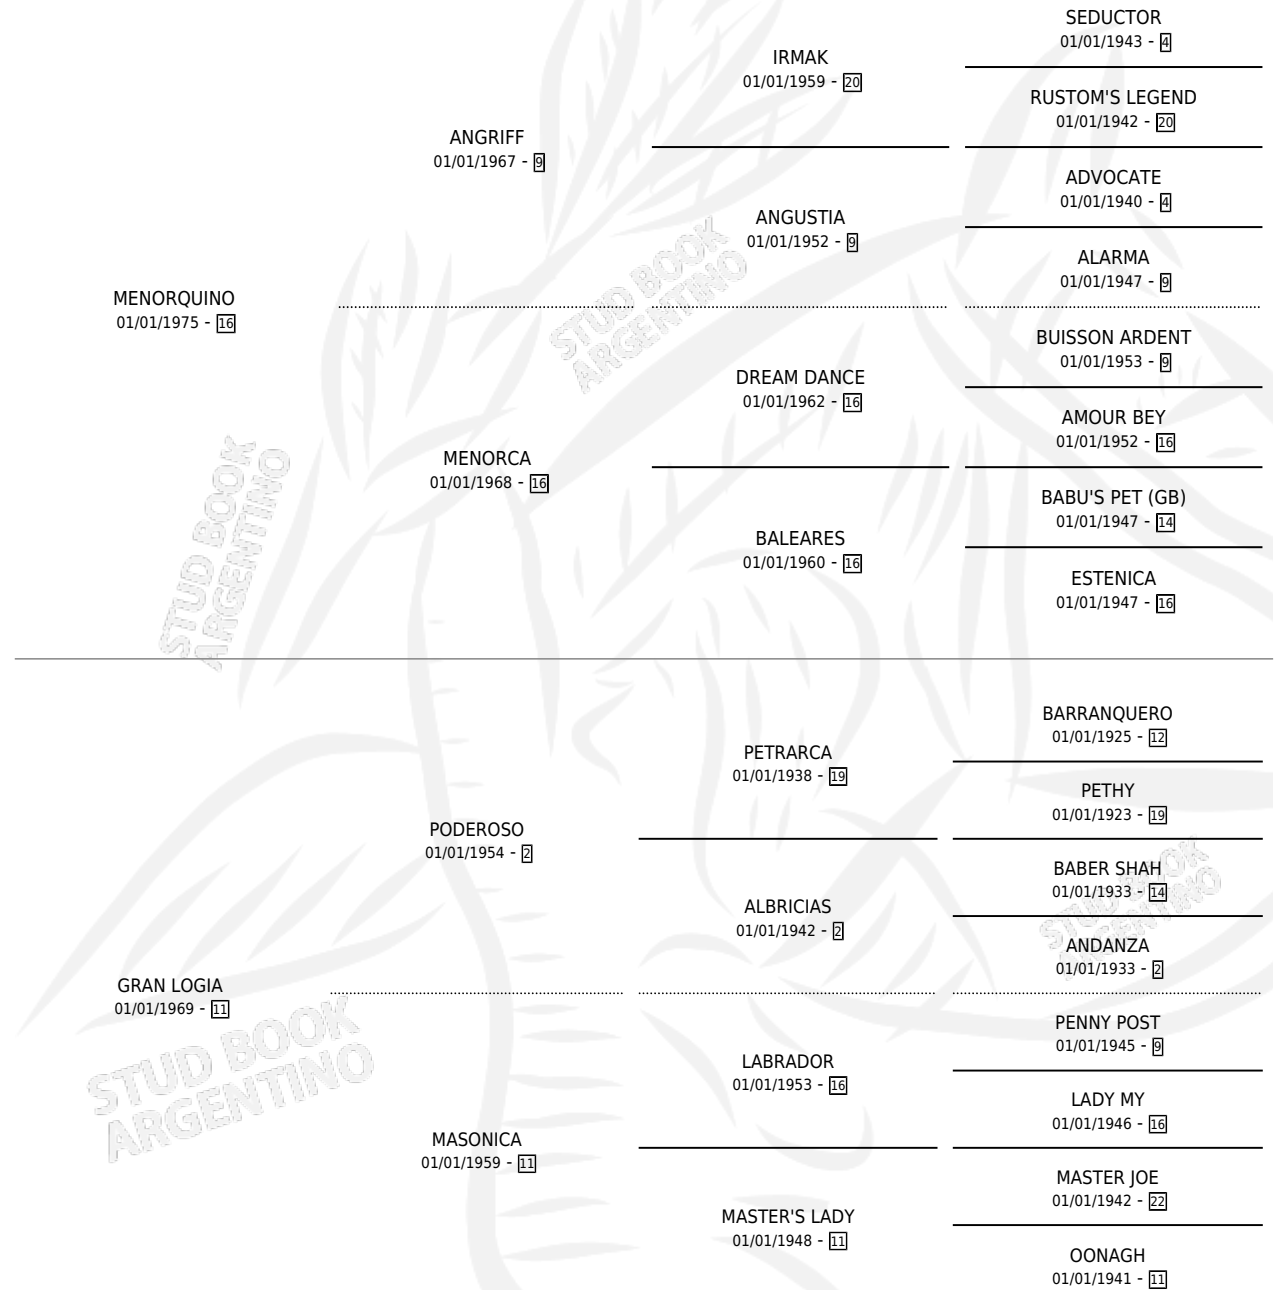 SEDUCTOR
01/01/1943 - 4
IRMAK
01/01/1959 - 20
RUSTOM'S LEGEND
01/01/1942 - 20
ANGRIFF
01/01/1967 - 9
ADVOCATE
01/01/1940 - 4
ANGUSTIA
01/01/1952 - 9
ALARMA
01/01/1947 - 9
MENORQUINO
01/01/1975 - 16
BUISSON ARDENT
01/01/1953 - 9
DREAM DANCE
01/01/1962 - 16
AMOUR BEY
01/01/1952 - 16
MENORCA
01/01/1968 - 16
BABU'S PET (GB)
01/01/1947 - 14
BALEARES
01/01/1960 - 16
ESTENICA
01/01/1947 - 16
BARRANQUERO
01/01/1925 - 12
PETRARCA
01/01/1938 - 19
PETHY
01/01/1923 - 19
PODEROSO
01/01/1954 - 2
BABER SHAH
01/01/1933 - 14
ALBRICIAS
01/01/1942 - 2
ANDANZA
01/01/1933 - 2
GRAN LOGIA
01/01/1969 - 11
PENNY POST
01/01/1945 - 9
LABRADOR
01/01/1953 - 16
LADY MY
01/01/1946 - 16
MASONICA
01/01/1959 - 11
MASTER JOE
01/01/1942 - 22
MASTER'S LADY
01/01/1948 - 11
OONAGH
01/01/1941 - 11
STUD BOOK
ARGENTINO
STUD BOOK
ARGENTINO
STUD BOOK
ARGENTINO
STUD BOOK
ARGENTINO